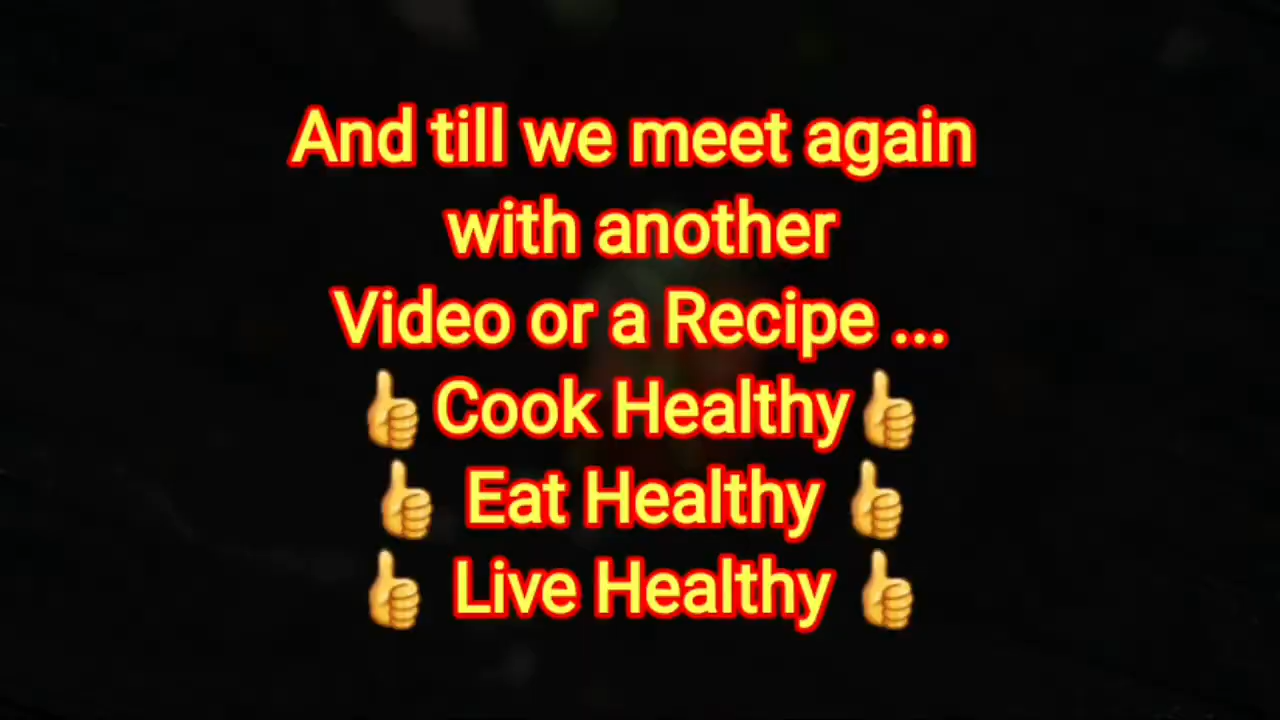 And till we meet again
with another
Video or a Recipe ...
👍 Cook Healthy 👍
👍 Eat Healthy 👍
👍 Live Healthy 👍